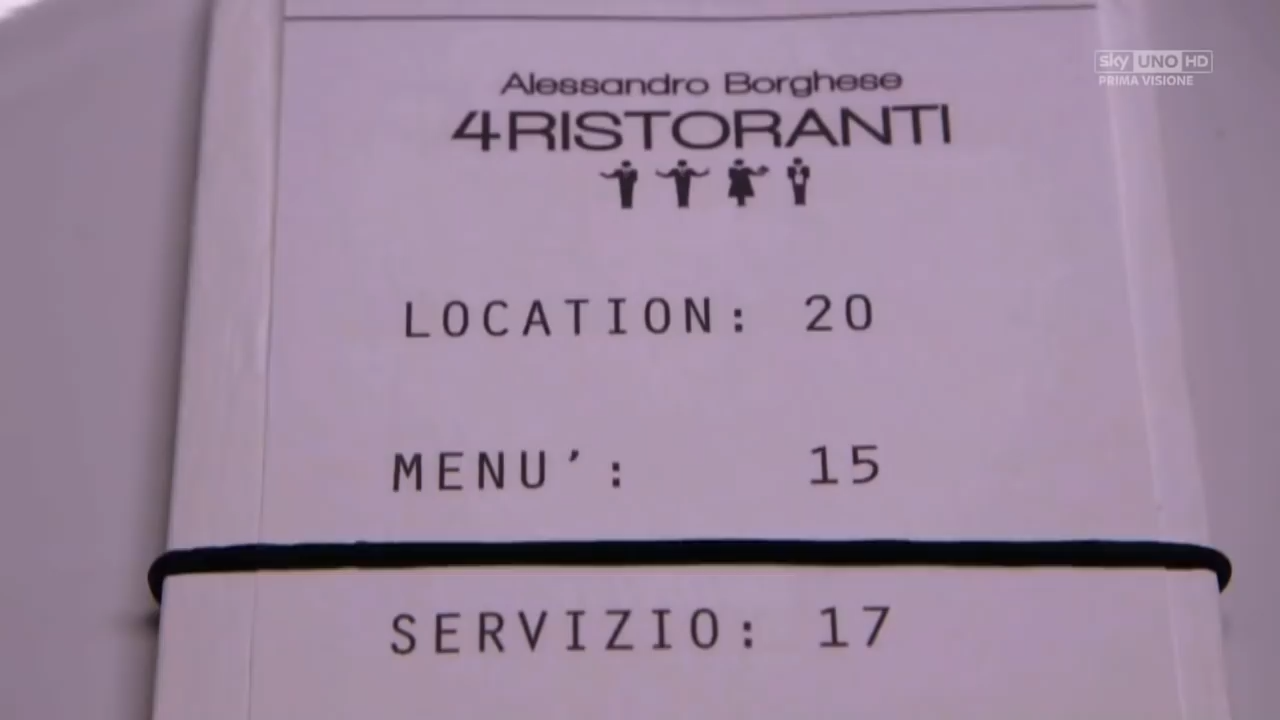 sky UNO HD
PRIMA VISIONE
Alessandro Borghese
4RISTORANTI
LOCATION: 20
MENU': 15
SERVIZIO: 17